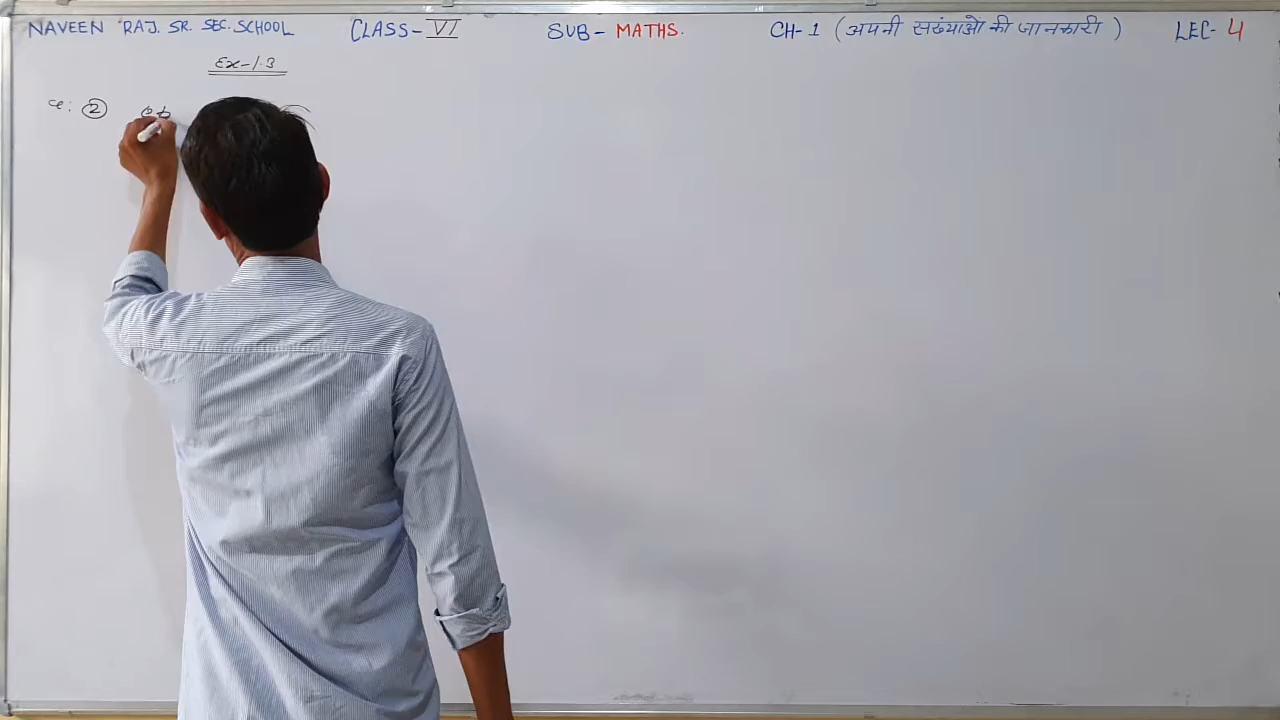 NAVEEN RAJ. SR. SEC. SCHOOL CLASS-VI SUB- MATHS. CH-1 (अपनी संख्याओ की जानकारी) LEC- 4
Ex-1.3
②